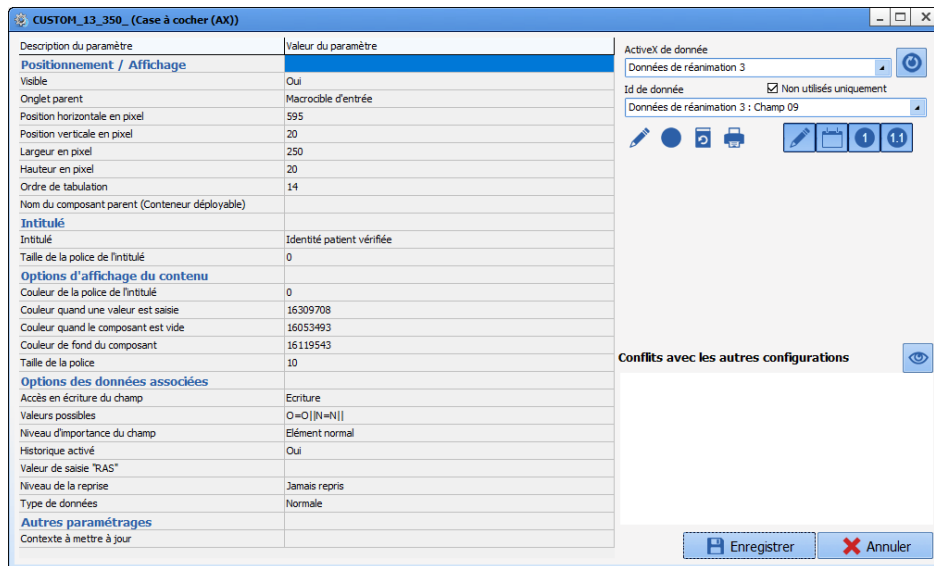 CUSTOM_13_350_ (Case à cocher (AX))
Description du paramètre Valeur du paramètre
Positionnement / Affichage
Visible Oui
Onglet parent Macrocible d'entrée
Position horizontale en pixel 595
Position verticale en pixel 20
Largeur en pixel 250
Hauteur en pixel 20
Ordre de tabulation 14
Nom du composant parent (Conteneur déployable)
Intitulé
Intitulé Identité patient vérifiée
Taille de la police de l'intitulé 0
Options d'affichage du contenu
Couleur de la police de l'intitulé 0
Couleur quand une valeur est saisie 16309708
Couleur quand le composant est vide 16053493
Couleur de fond du composant 16119543
Taille de la police 10
Options des données associées
Accès en écriture du champ Ecriture
Valeurs possibles O=O||N=N||
Niveau d'importance du champ Elément normal
Historique activé Oui
Valeur de saisie "RAS"
Niveau de la reprise Jamais repris
Type de données Normale
Autres paramétrages
Contexte à mettre à jour
ActiveX de donnée
Données de réanimation 3
Id de donnée Non utilisés uniquement
Données de réanimation 3 : Champ 09
1 1.1
Conflits avec les autres configurations
Enregistrer Annuler